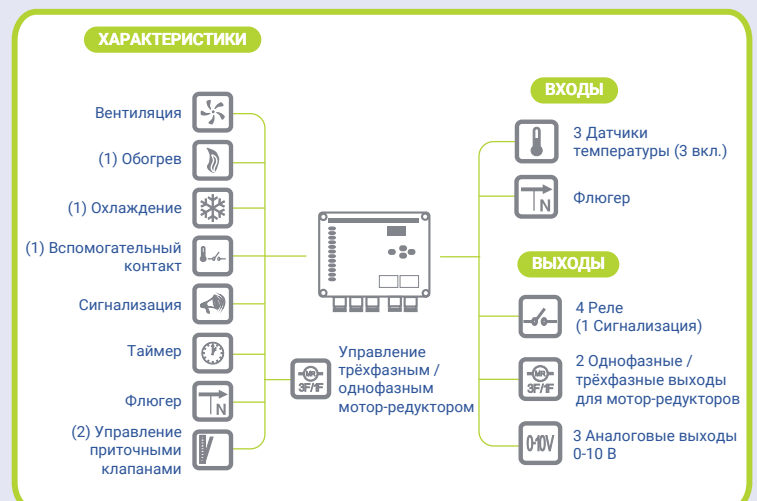 ХАРАКТЕРИСТИКИ
Вентиляция
(1) Обогрев
(1) Охлаждение
(1) Вспомогательный
контакт
Сигнализация
Таймер
Флюгер
N
(2) Управление
приточными
клапанами
MR
3F/1F
Управление
трёхфазным /
однофазным
мотор-редуктором
ВХОДЫ
3 Датчики
температуры (3 вкл.)
N
Флюгер
ВЫХОДЫ
4 Реле
(1 Сигнализация)
MR
3F/1F
2 Однофазные /
трёхфазные выходы
для мотор-редукторов
0-10V
3 Аналоговые выходы
0-10 В